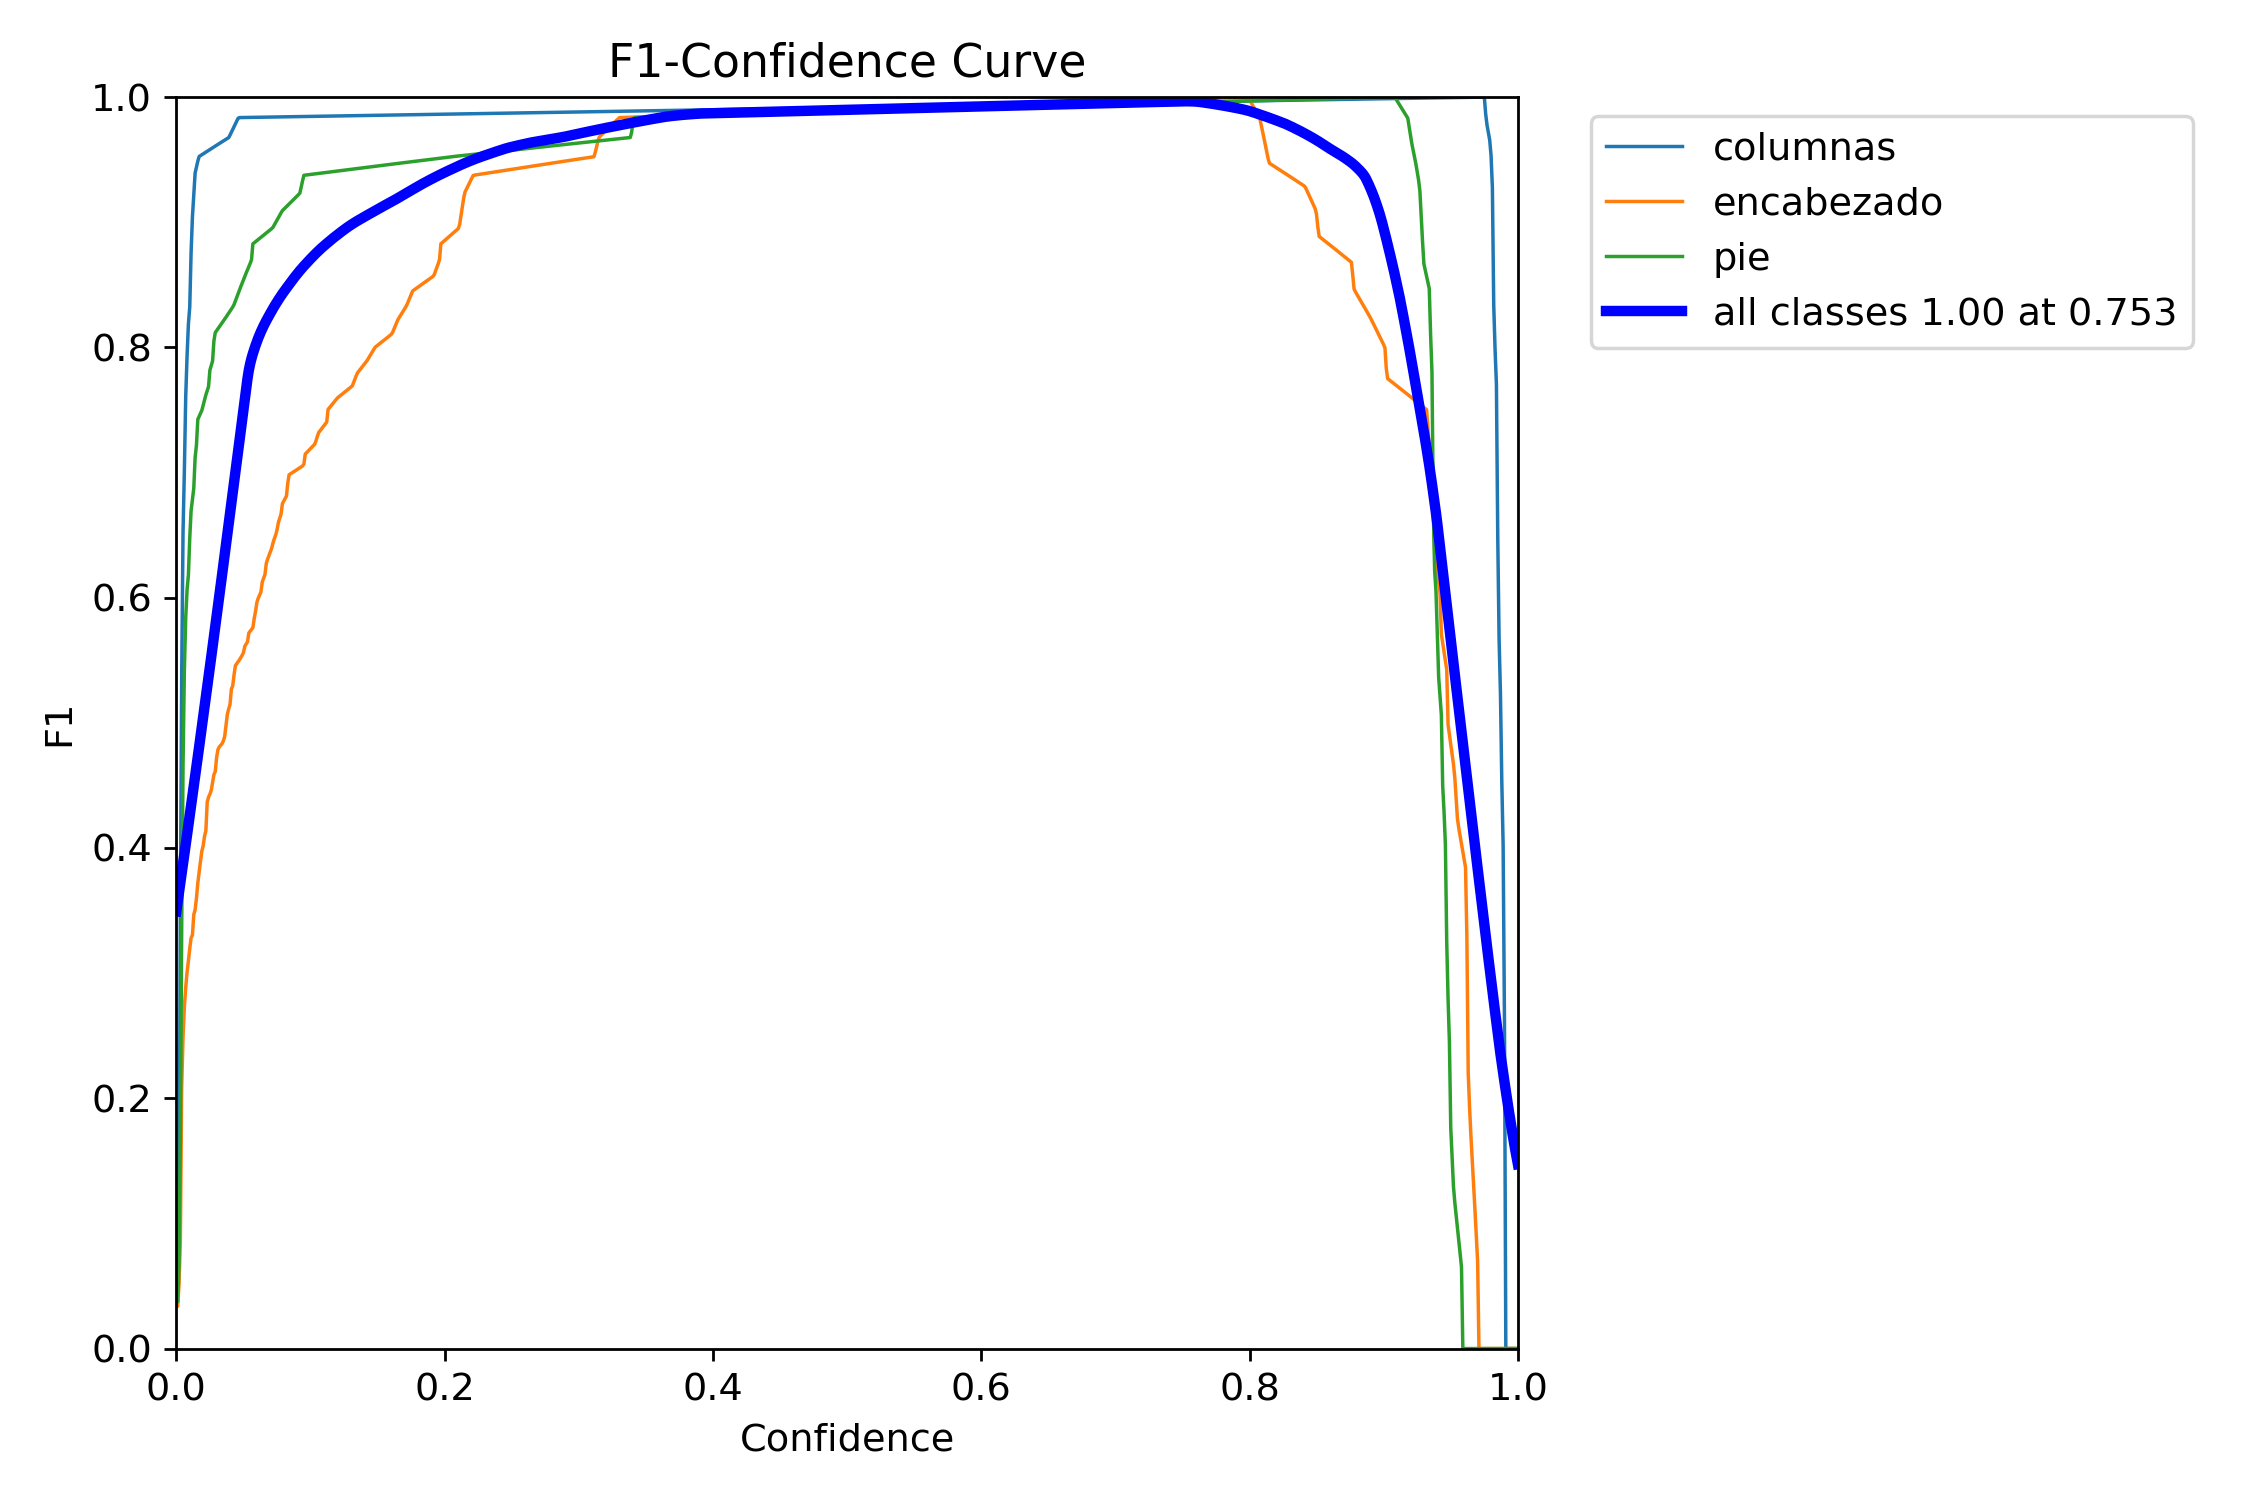 F1-Confidence Curve
1.0
0.8
0.6
0.4
0.2
0.0
F1
0.0 0.2 0.4 0.6 0.8 1.0
Confidence
columnas
encabezado
pie
all classes 1.00 at 0.753